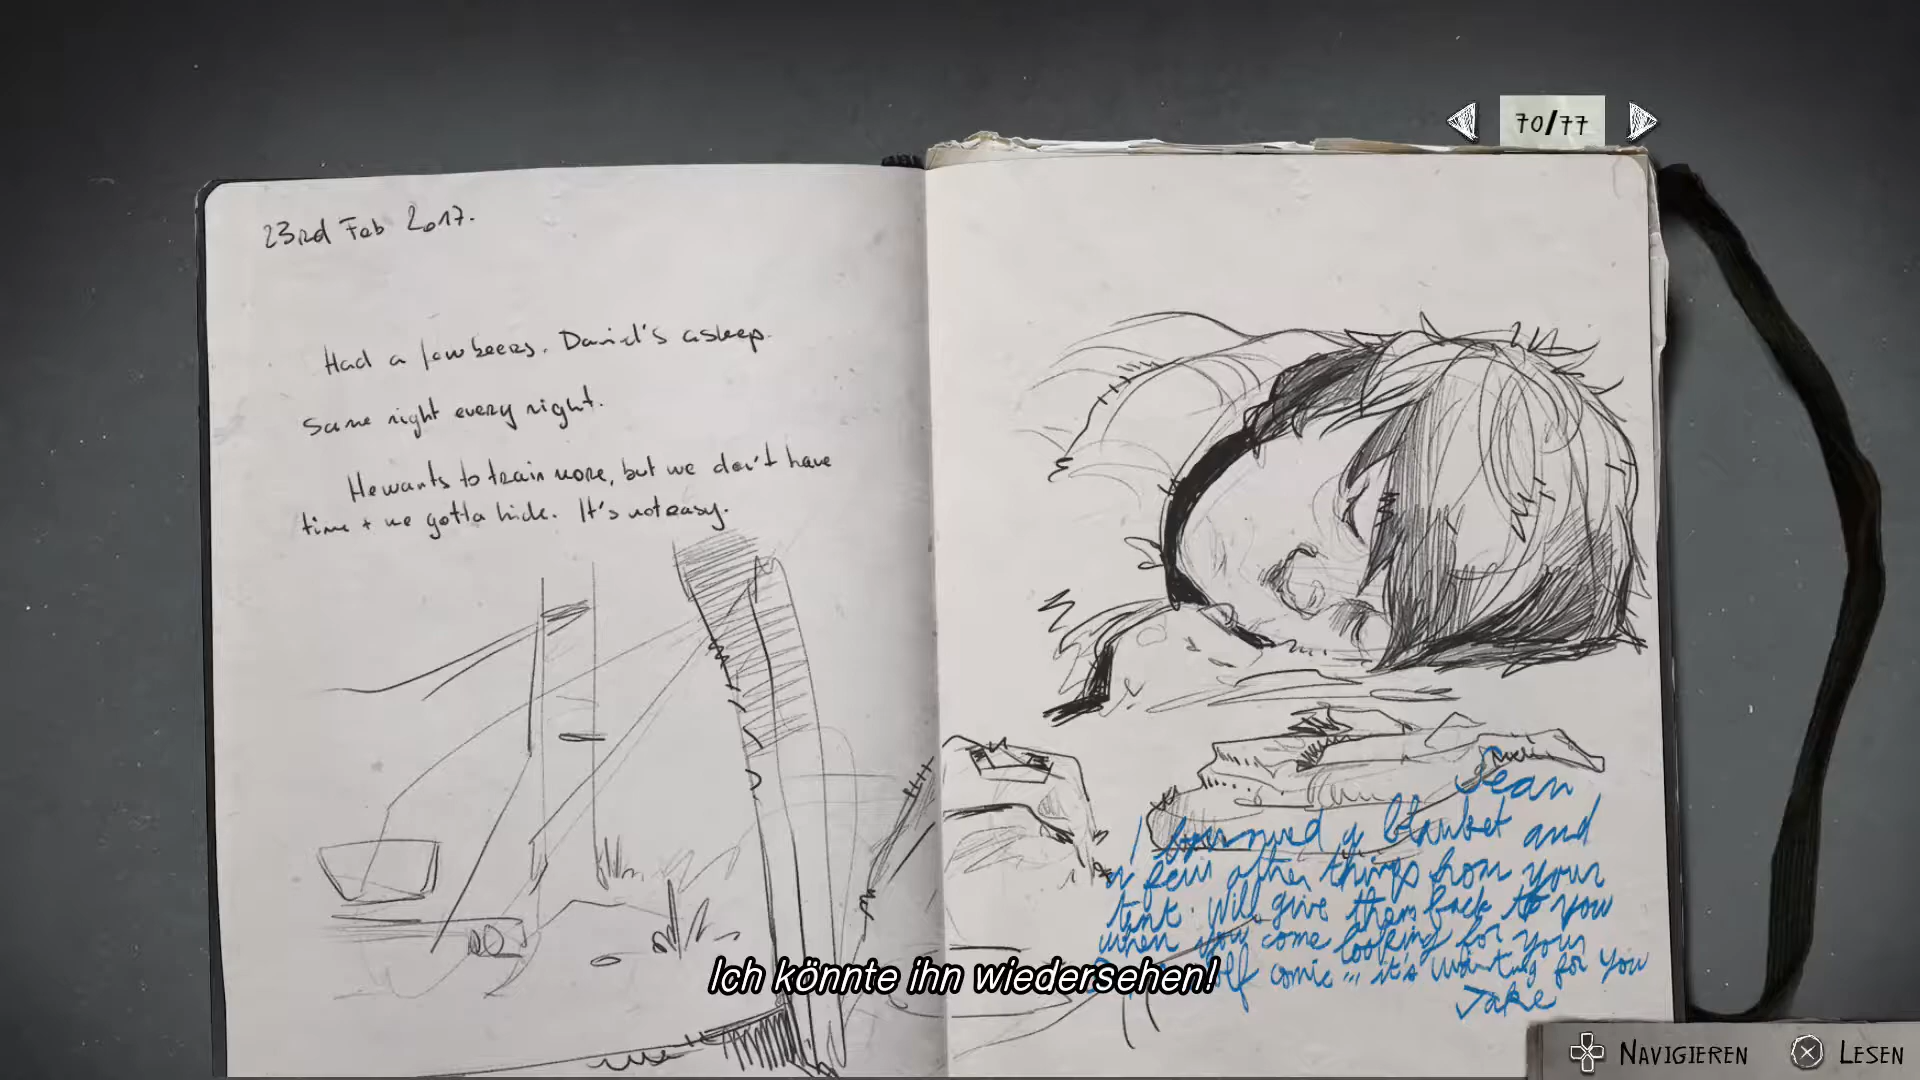 70/77
23rd Feb 2017.
Had a few beers. Daniel's asleep.
Same night every night.
He wants to train more, but we don't have
time + we gotta hide. It's not easy.
Sean
I borrowed a blanket and
a few other things from your
tent. Will give them back to you
when you come looking for your
wolf comic... it's waiting for you
Jake
Ich könnte ihn wiedersehen!
NAVIGIEREN
LESEN